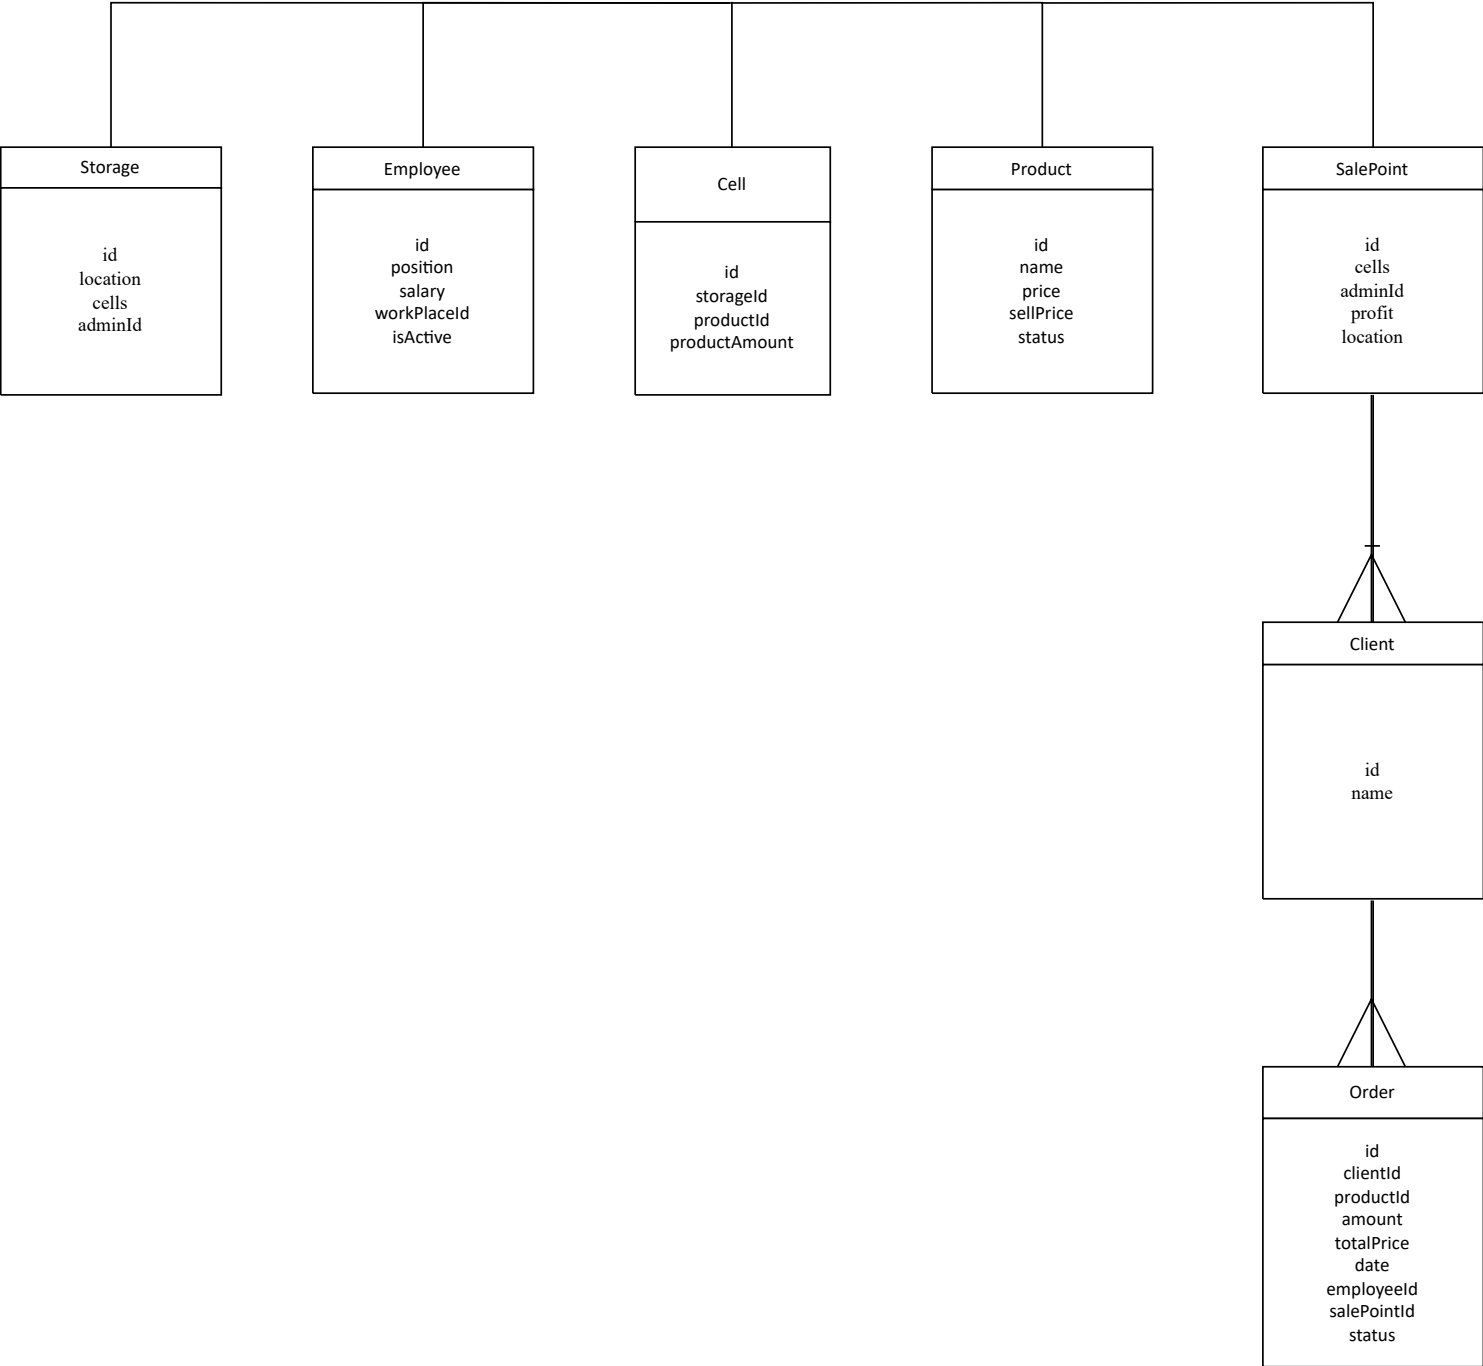 Storage
id
location
cells
adminId
Employee
id
position
salary
workPlaceId
isActive
Cell
id
storageId
productId
productAmount
Product
id
name
price
sellPrice
status
SalePoint
id
cells
adminId
profit
location
Client
id
name
Order
id
clientId
productId
amount
totalPrice
date
employeeId
salePointId
status